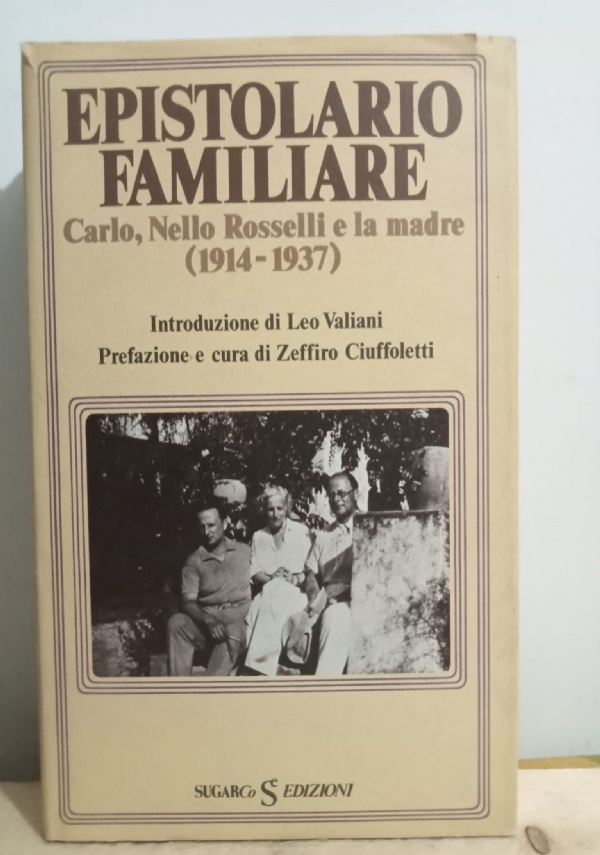 EPISTOLARIO
FAMILIARE
Carlo, Nello Rosselli e la madre
(1914-1937)
Introduzione di Leo Valiani
Prefazione e cura di Zeffiro Ciuffoletti
SUGARCo EDIZIONI